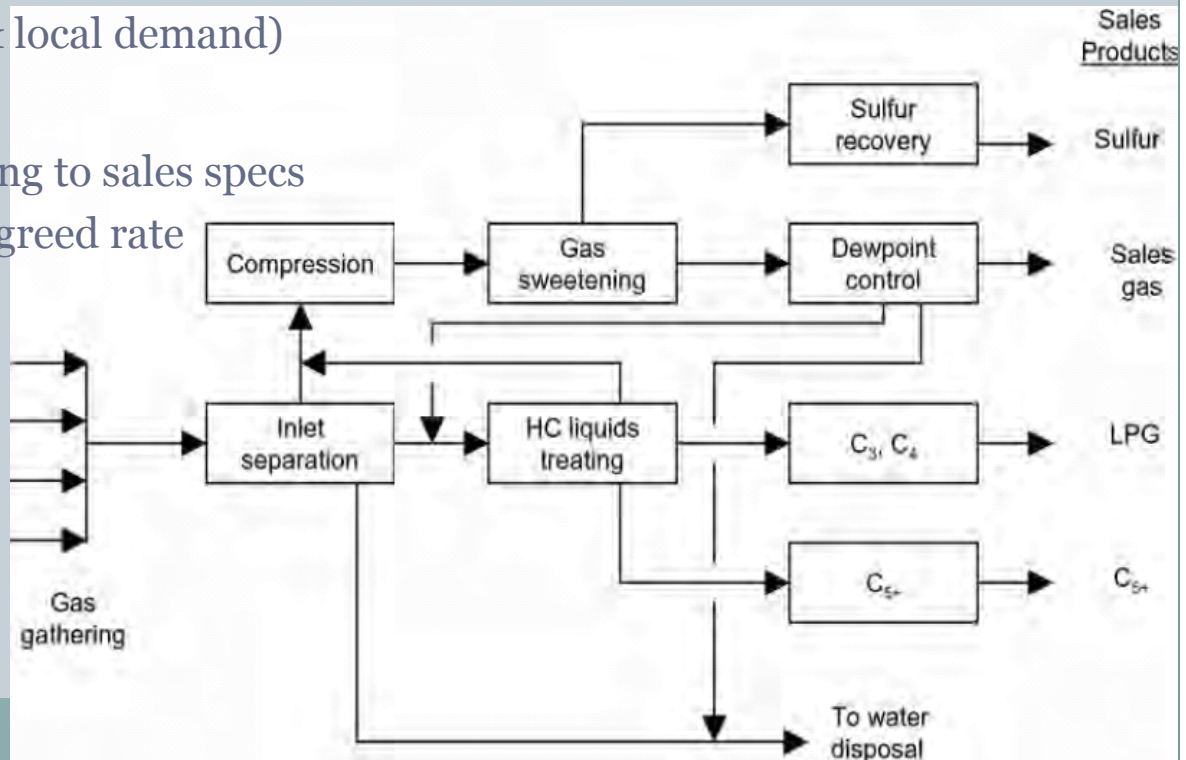 local demand)
ng to sales specs
greed rate
Sales
Products
Sulfur
recovery
Sulfur
Compression
Gas
sweetening
Dewpoint
control
Sales
gas
Inlet
separation
HC liquids
treating
C₃, C₄
LPG
C₅₊
C₅₊
Gas
gathering
To water
disposal